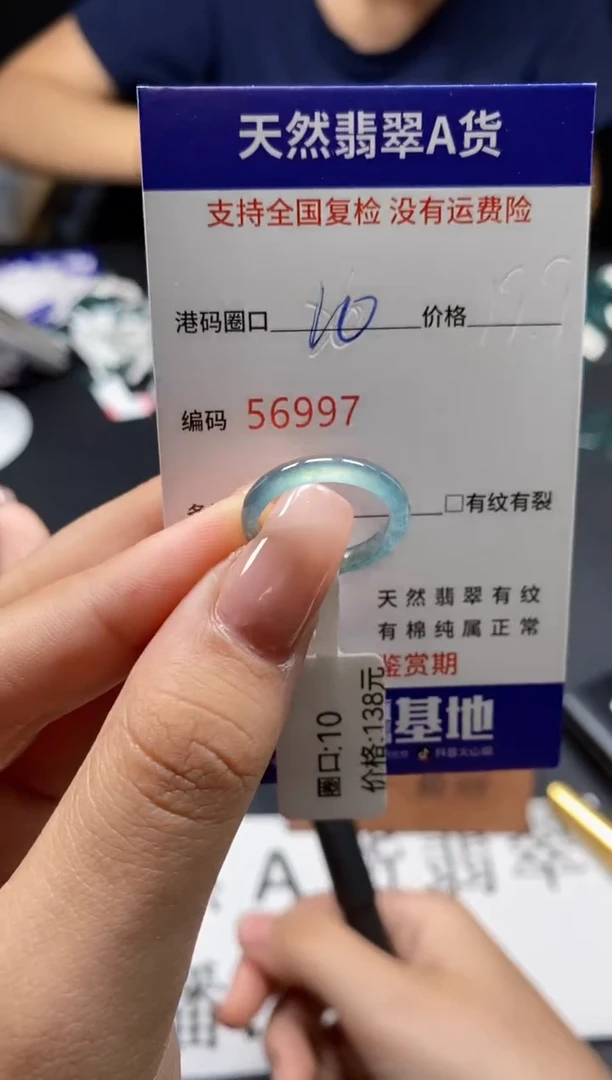 天然翡翠A货
支持全国复检 没有运费险
港码圈口 10 价格
编码 56997
□有纹有裂
天然翡翠有纹
有棉纯属正常
鉴赏期
基地
圈口:10
价格:138元
A
翡翠